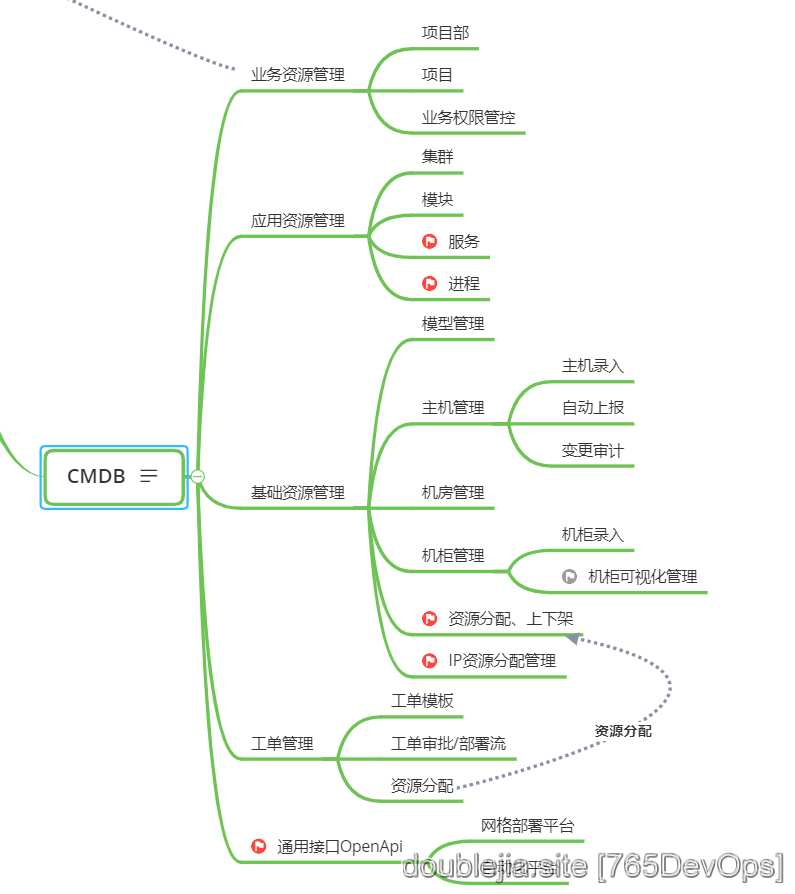 项目部
业务资源管理
项目
业务权限管控
集群
模块
应用资源管理
服务
进程
模型管理
主机录入
主机管理
自动上报
变更审计
CMDB
基础资源管理
机房管理
机柜录入
机柜管理
机柜可视化管理
资源分配、上下架
IP资源分配管理
工单模板
资源分配
工单管理
工单审批/部署流
资源分配
网格部署平台
通用接口OpenApi
doublejia.site [765DevOps]